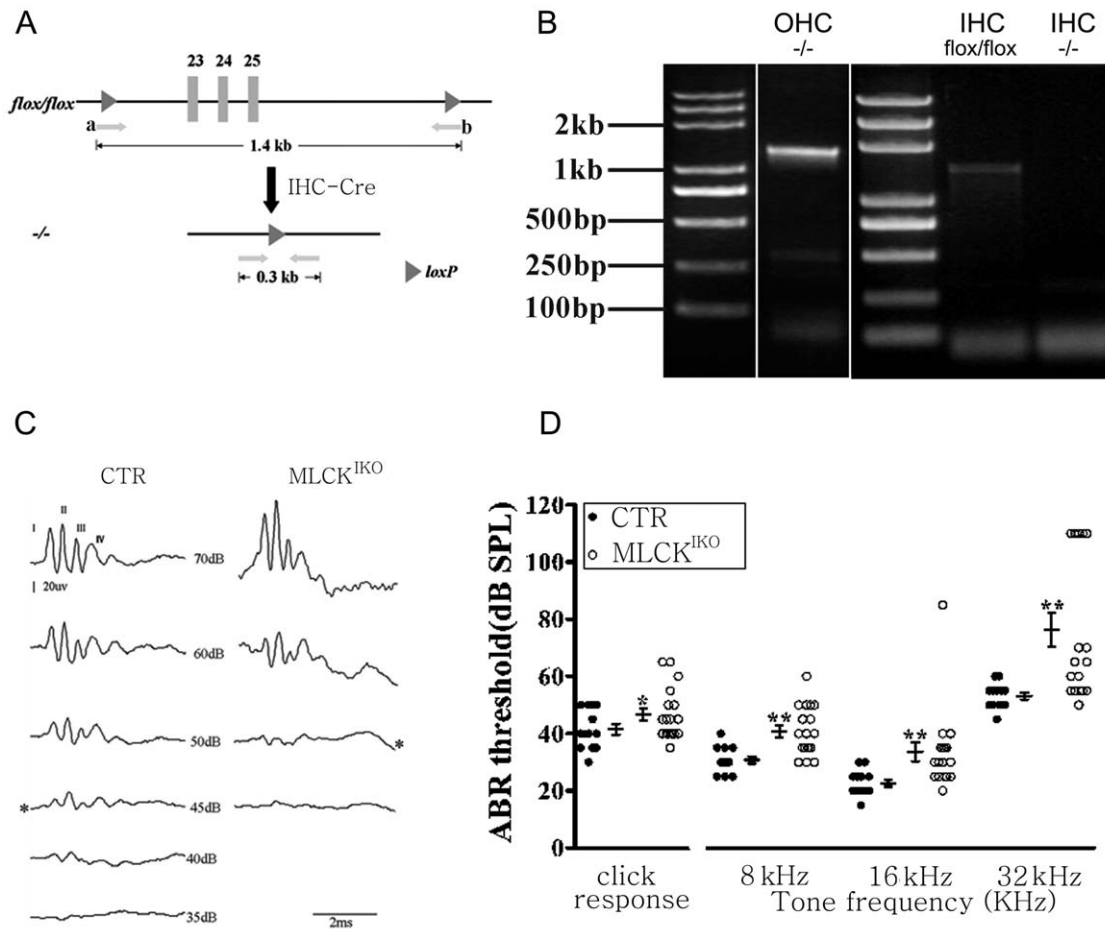 A
23 24 25
flox/flox
a b
1.4 kb
IHC-Cre
-/-
0.3 kb
loxP
B
OHC
-/-
IHC
flox/flox
IHC
-/-
2kb
1kb
500bp
250bp
100bp
C
CTR
MLCK^IKO
I II III IV
70dB
20uv
60dB
50dB
*
*
45dB
40dB
35dB
2ms
D
ABR threshold(dB SPL)
120
100
80
60
40
20
0
CTR
MLCK^IKO
*
**
**
**
click
response
8 kHz
16 kHz
32 kHz
Tone frequency (KHz)